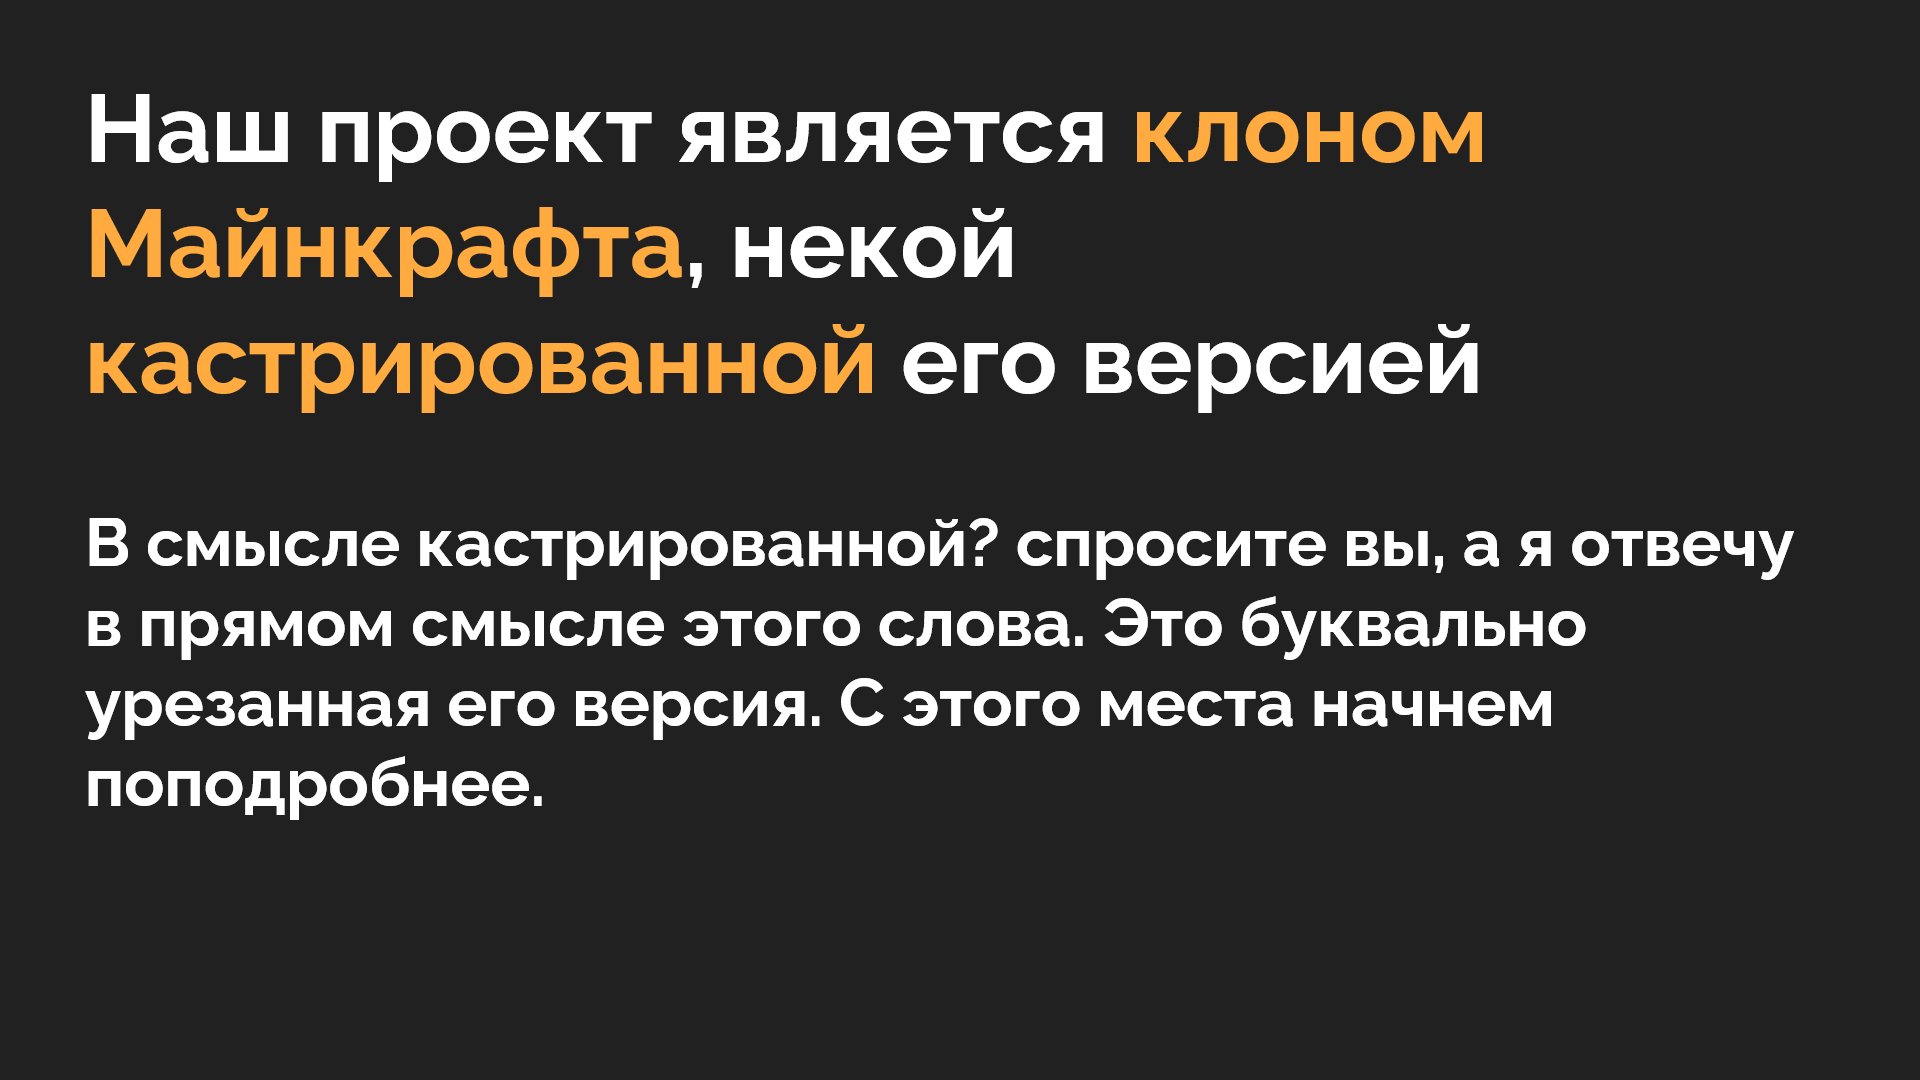 Наш проект является клоном
Майнкрафта, некой
кастрированной его версией
В смысле кастрированной? спросите вы, а я отвечу
в прямом смысле этого слова. Это буквально
урезанная его версия. С этого места начнем
поподробнее.